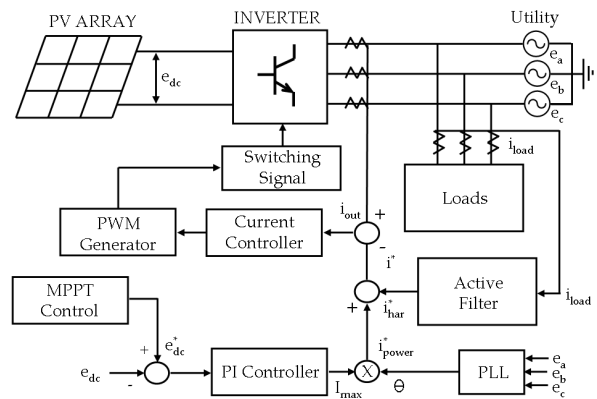 PV ARRAY
INVERTER
Utility
e_dc
e_a
e_b
e_c
Switching
Signal
i_load
Loads
PWM
Generator
Current
Controller
i_out
+
-
i*
MPPT
Control
Active
Filter
+
i*_har
i_load
e*_dc
i*_power
+
e_dc
-
PI Controller
I_max
X
θ
PLL
e_a
e_b
e_c